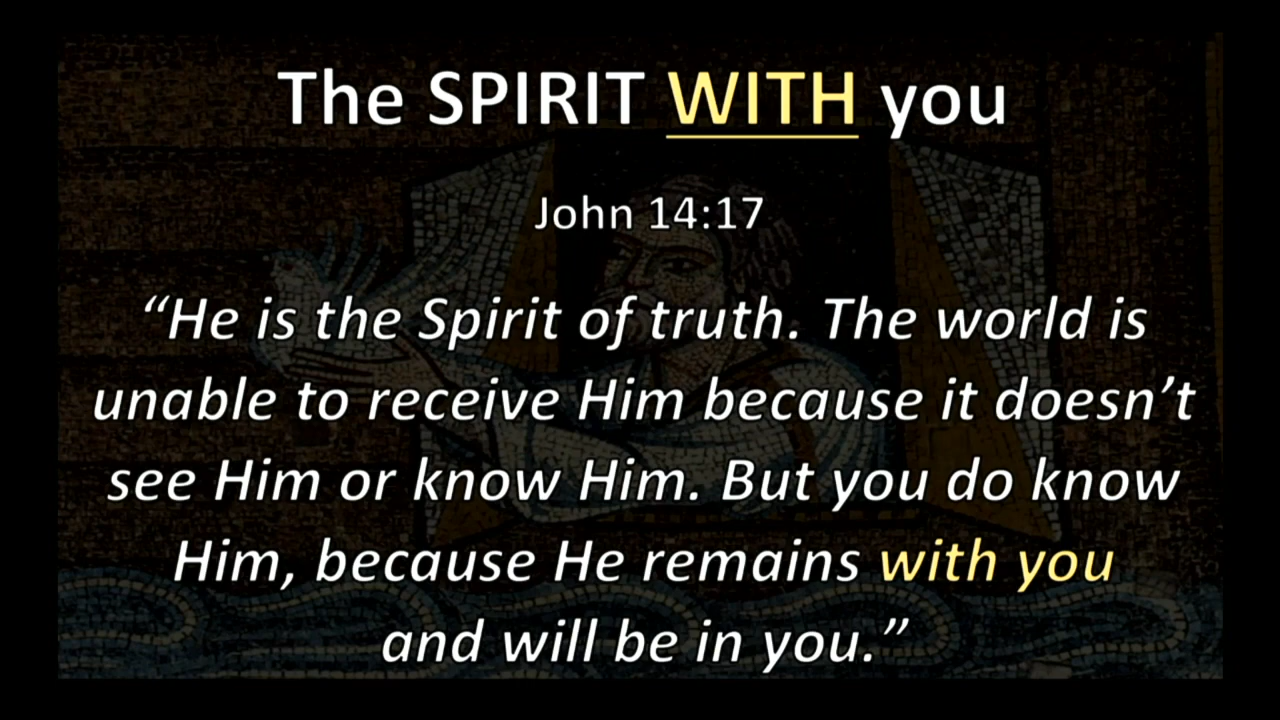 The SPIRIT WITH you
John 14:17
“He is the Spirit of truth. The world is
unable to receive Him because it doesn’t
see Him or know Him. But you do know
Him, because He remains with you
and will be in you.”